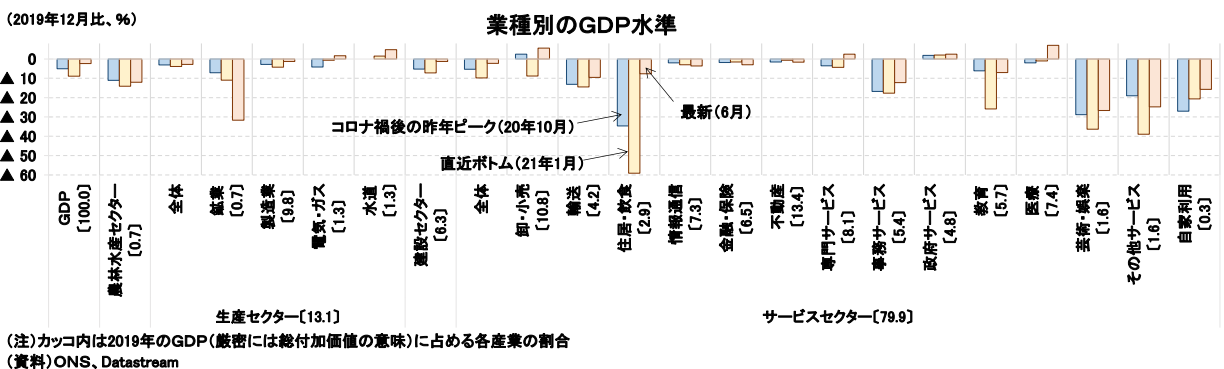 （2019年12月比、％）
業種別のＧＤＰ水準
0
▲ 10
▲ 20
▲ 30
▲ 40
▲ 50
▲ 60
コロナ禍後の昨年ピーク（20年10月）
最新（6月）
直近ボトム（21年1月）
GDP
［100.0］
農林水産セクター
［0.7］
全体
鉱業
［0.7］
製造業
［9.8］
電気・ガス
［1.3］
水道
［1.3］
建設セクター
［6.3］
全体
卸・小売
［10.8］
輸送
［4.2］
住居・飲食
［2.9］
情報通信
［7.3］
金融・保険
［6.5］
不動産
［13.4］
専門サービス
［8.1］
事務サービス
［5.4］
政府サービス
［4.8］
教育
［5.7］
医療
［7.4］
芸術・娯楽
［1.6］
その他サービス
［1.6］
自家利用
［0.3］
生産セクター［13.1］
サービスセクター［79.9］
（注）カッコ内は2019年のＧＤＰ（厳密には総付加価値の意味）に占める各産業の割合
（資料）ＯＮＳ、Datastream